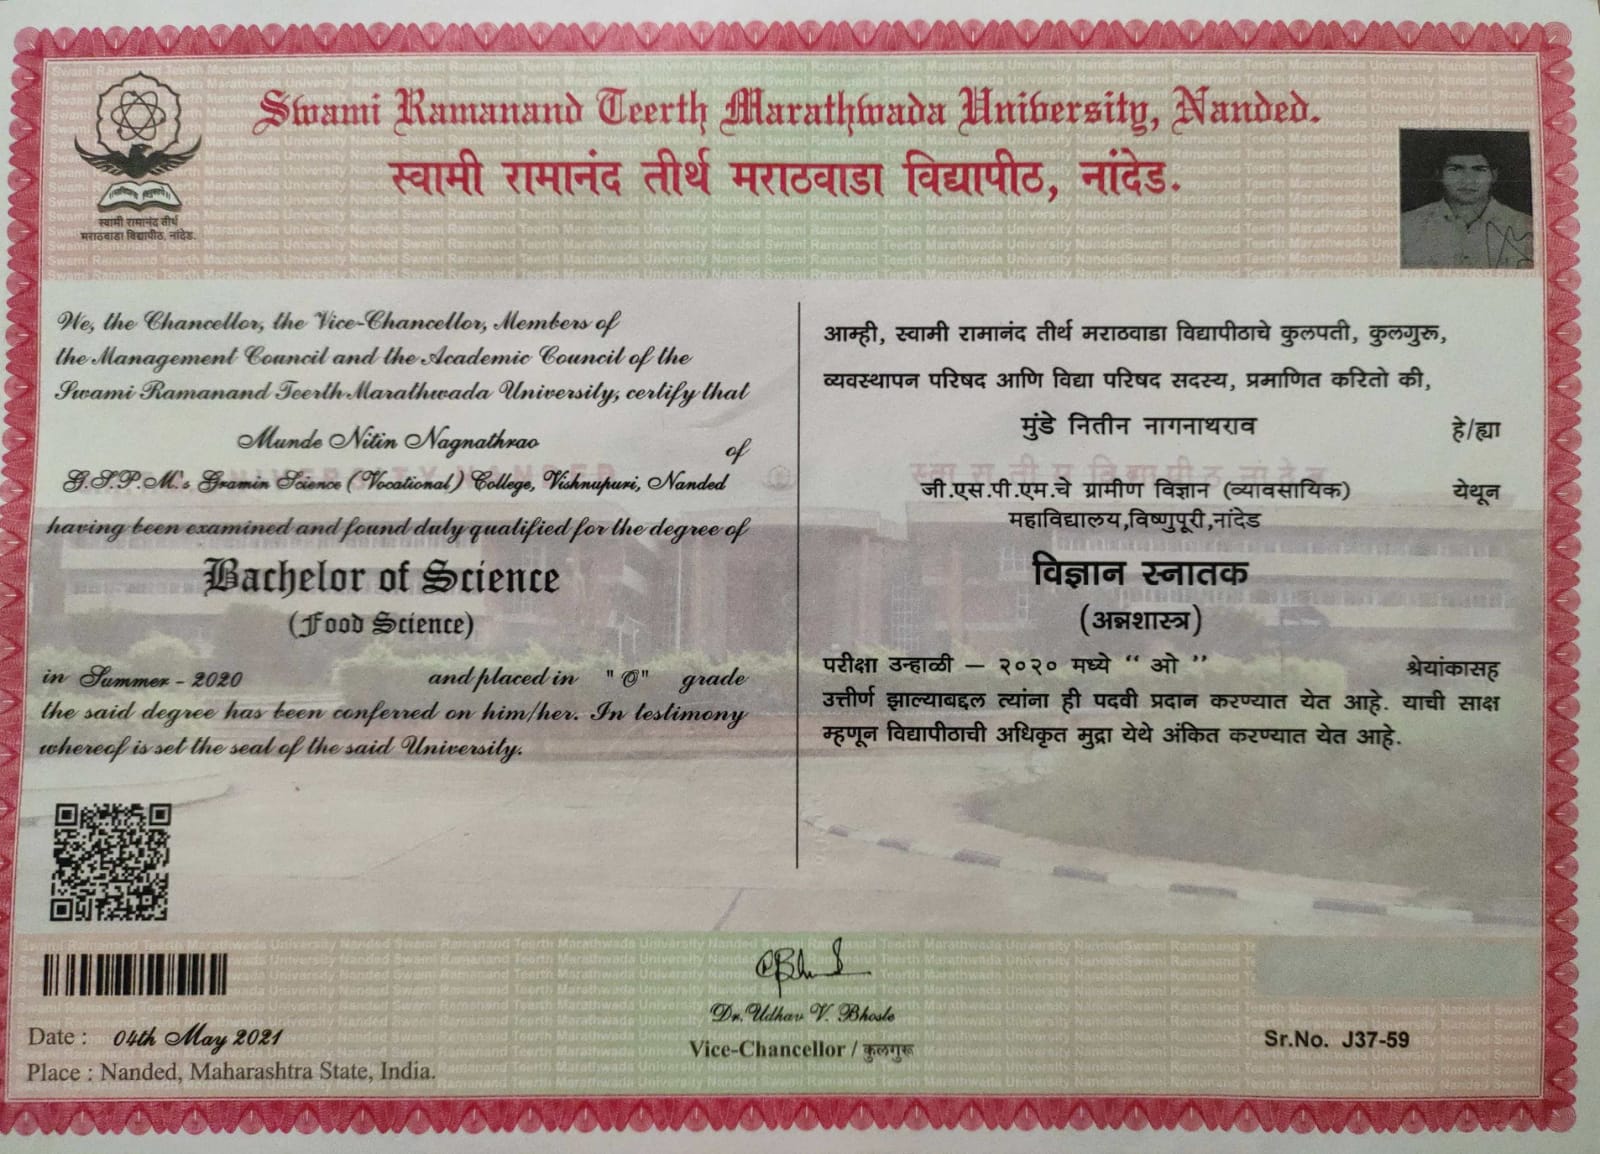 Swami Ramanand Teerth Marathwada University, Nanded.
स्वामी रामानंद तीर्थ मराठवाडा विद्यापीठ, नांदेड.
स्वामी रामानंद तीर्थ
मराठवाडा विद्यापीठ, नांदेड.
We, the Chancellor, the Vice-Chancellor, Members of
the Management Council and the Academic Council of the
Swami Ramanand Teerth Marathwada University, certify that
Munde Nitin Nagnathrao
of
G.S.P.M.'s Gramin Science (Vocational) College, Vishnupuri, Nanded
having been examined and found duly qualified for the degree of
Bachelor of Science
(Food Science)
in Summer - 2020 and placed in "O" grade
the said degree has been conferred on him/her. In testimony
whereof is set the seal of the said University.
आम्ही, स्वामी रामानंद तीर्थ मराठवाडा विद्यापीठाचे कुलपती, कुलगुरू,
व्यवस्थापन परिषद आणि विद्या परिषद सदस्य, प्रमाणित करितो की,
मुंडे नितीन नागनाथराव हे/ह्या
जी.एस.पी.एम.चे ग्रामीण विज्ञान (व्यावसायिक) येथून
महाविद्यालय,विष्णुपूरी,नांदेड
विज्ञान स्नातक
(अन्नशास्त्र)
परीक्षा उन्हाळी – २०२० मध्ये “ ओ ” श्रेयांकासह
उत्तीर्ण झाल्याबद्दल त्यांना ही पदवी प्रदान करण्यात येत आहे. याची साक्ष
म्हणून विद्यापीठाची अधिकृत मुद्रा येथे अंकित करण्यात येत आहे.
Dr. Udhav V. Bhosle
Vice-Chancellor / कुलगुरू
Date : 04th May 2021
Place : Nanded, Maharashtra State, India.
Sr.No. J37-59